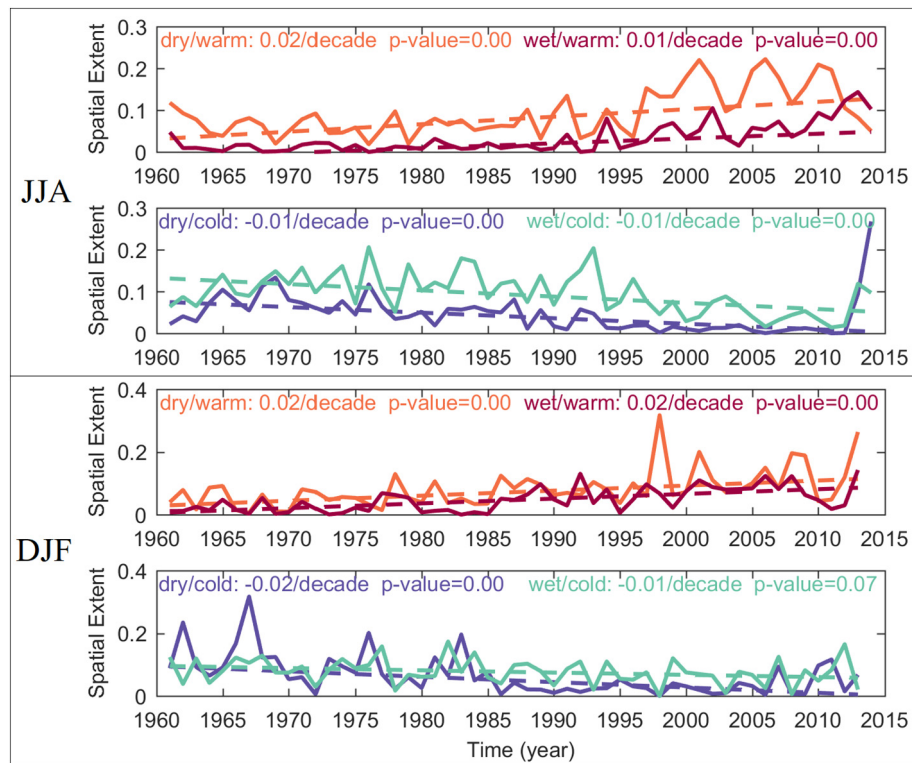 JJA
Spatial Extent
0.3
0.2
0.1
0
dry/warm: 0.02/decade p-value=0.00 wet/warm: 0.01/decade p-value=0.00
1960 1965 1970 1975 1980 1985 1990 1995 2000 2005 2010 2015
Spatial Extent
0.3
0.2
0.1
0
dry/cold: -0.01/decade p-value=0.00 wet/cold: -0.01/decade p-value=0.00
1960 1965 1970 1975 1980 1985 1990 1995 2000 2005 2010 2015
DJF
Spatial Extent
0.4
0.2
0
dry/warm: 0.02/decade p-value=0.00 wet/warm: 0.02/decade p-value=0.00
1960 1965 1970 1975 1980 1985 1990 1995 2000 2005 2010 2015
Spatial Extent
0.4
0.2
0
dry/cold: -0.02/decade p-value=0.00 wet/cold: -0.01/decade p-value=0.07
1960 1965 1970 1975 1980 1985 1990 1995 2000 2005 2010 2015
Time (year)